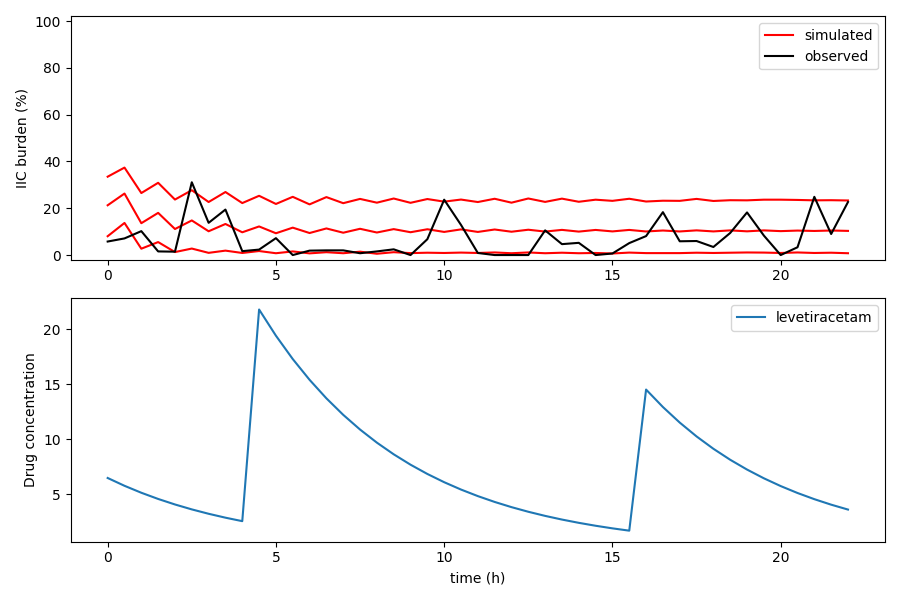 100
80
60
40
20
0
IIC burden (%)
simulated
observed
0 5 10 15 20
20
15
10
5
Drug concentration
levetiracetam
0 5 10 15 20
time (h)